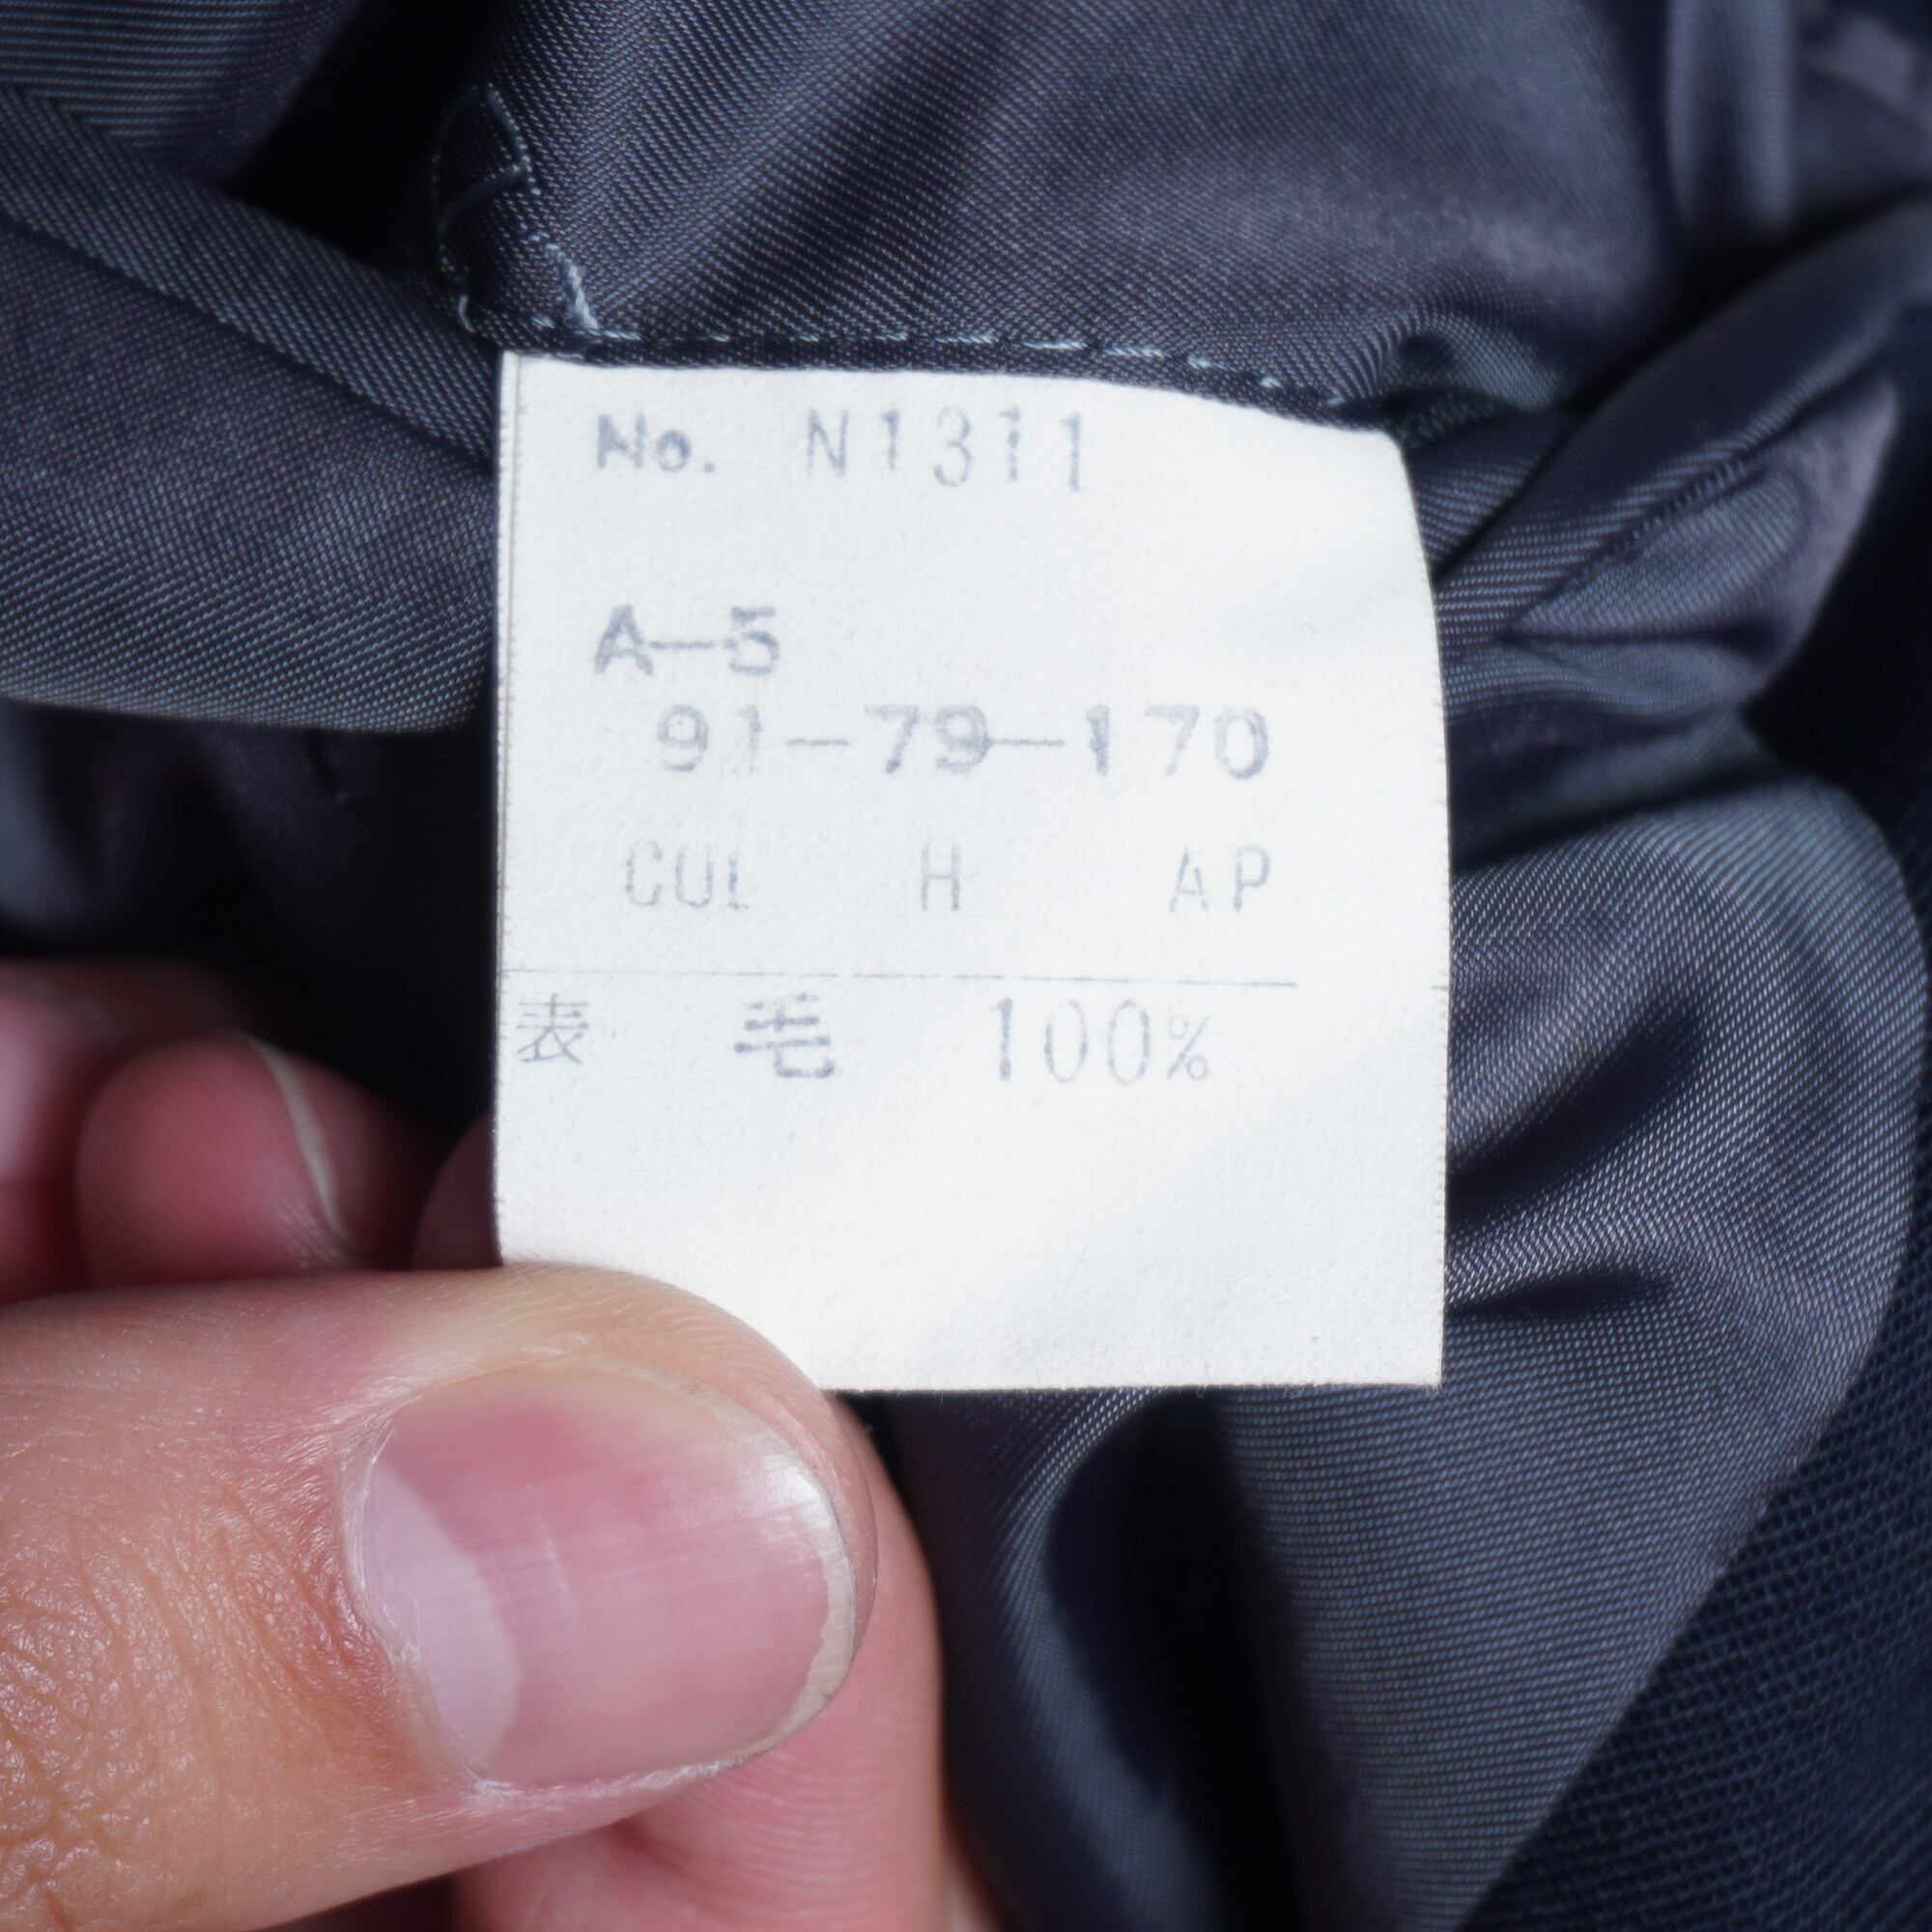 No. N1311
A-5
91-79-170
CUL H AP
表 毛 100%